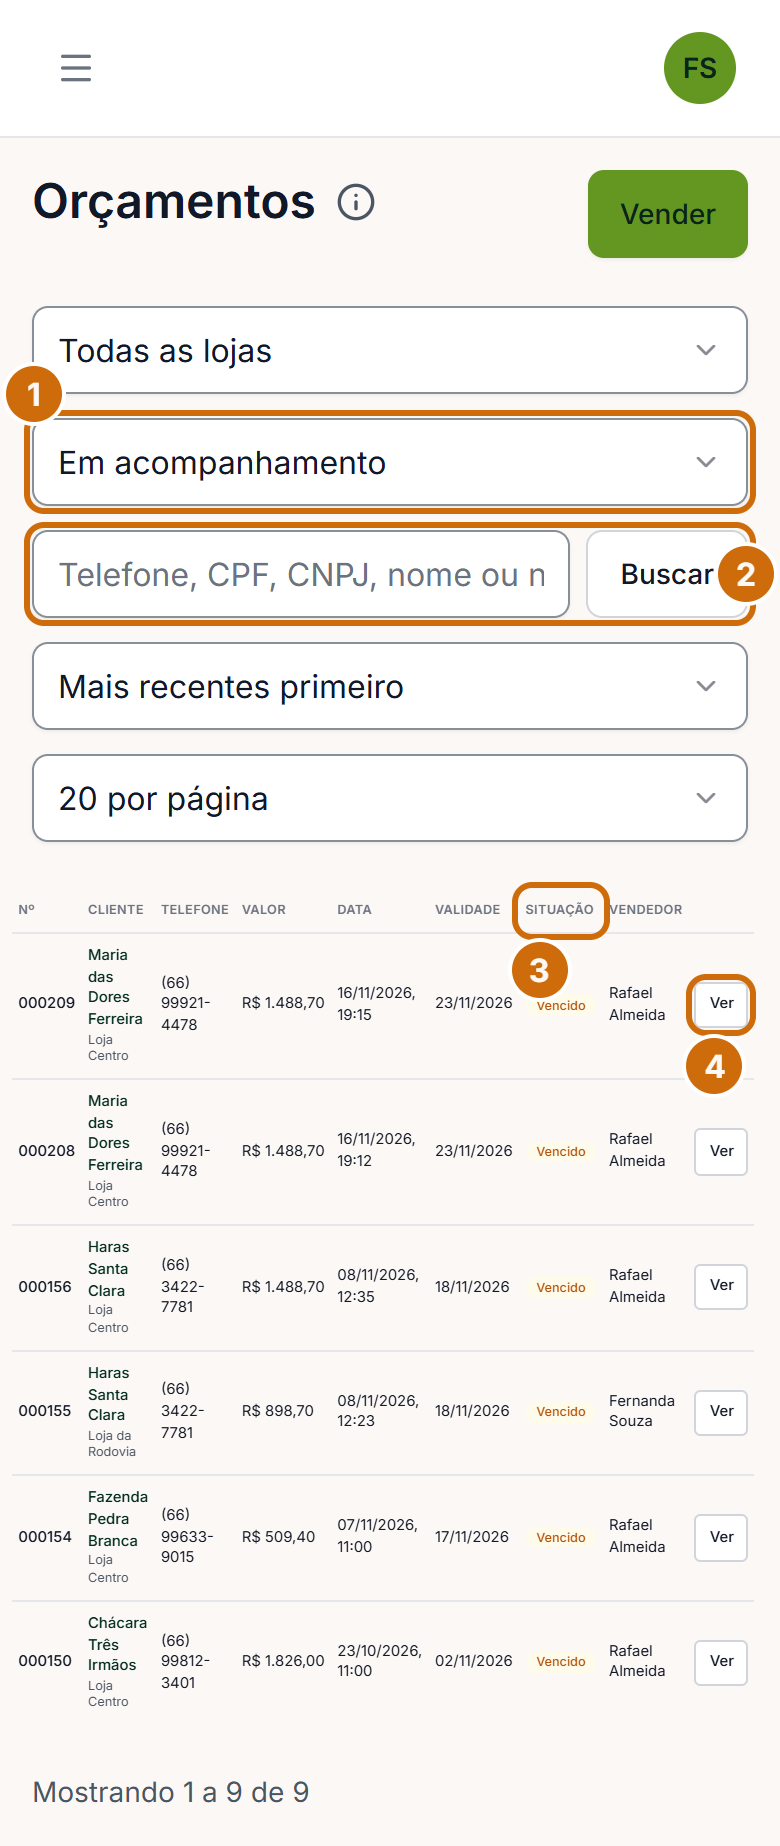 FS
Orçamentos
Vender
Todas as lojas
1
Em acompanhamento
Telefone, CPF, CNPJ, nome ou n
Buscar
2
Mais recentes primeiro
20 por página
Nº CLIENTE TELEFONE VALOR DATA VALIDADE SITUAÇÃO VENDEDOR
3
000209 Maria das Dores Ferreira Loja Centro (66) 99921-4478 R$ 1.488,70 16/11/2026, 19:15 23/11/2026 Vencido Rafael Almeida Ver
4
000208 Maria das Dores Ferreira Loja Centro (66) 99921-4478 R$ 1.488,70 16/11/2026, 19:12 23/11/2026 Vencido Rafael Almeida Ver
000156 Haras Santa Clara Loja Centro (66) 3422-7781 R$ 1.488,70 08/11/2026, 12:35 18/11/2026 Vencido Rafael Almeida Ver
000155 Haras Santa Clara Loja da Rodovia (66) 3422-7781 R$ 898,70 08/11/2026, 12:23 18/11/2026 Vencido Fernanda Souza Ver
000154 Fazenda Pedra Branca Loja Centro (66) 99633-9015 R$ 509,40 07/11/2026, 11:00 17/11/2026 Vencido Rafael Almeida Ver
000150 Chácara Três Irmãos Loja Centro (66) 99812-3401 R$ 1.826,00 23/10/2026, 11:00 02/11/2026 Vencido Rafael Almeida Ver
Mostrando 1 a 9 de 9